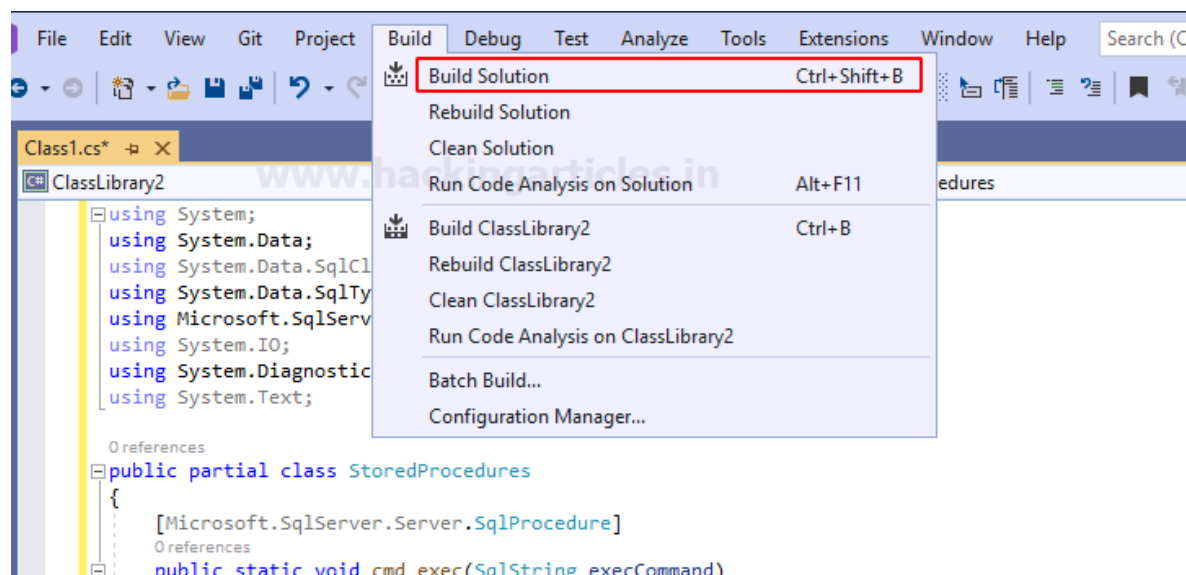 File Edit View Git Project Build Debug Test Analyze Tools Extensions Window Help Search (C
Build Solution Ctrl+Shift+B
Rebuild Solution
Clean Solution
Run Code Analysis on Solution Alt+F11
Build ClassLibrary2 Ctrl+B
Rebuild ClassLibrary2
Clean ClassLibrary2
Run Code Analysis on ClassLibrary2
Batch Build...
Configuration Manager...
Class1.cs*
www.hackingarticles.in
C# ClassLibrary2 edures
using System;
using System.Data;
using System.Data.SqlCl
using System.Data.SqlTy
using Microsoft.SqlServ
using System.IO;
using System.Diagnostic
using System.Text;
0 references
public partial class StoredProcedures
{
[Microsoft.SqlServer.Server.SqlProcedure]
0 references
public static void cmd_exec(SqlString execCommand)